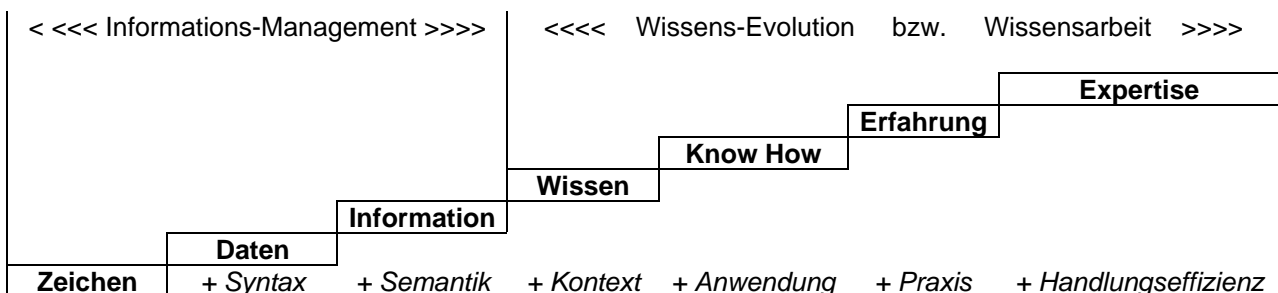 < <<< Informations-Management >>>> <<<< Wissens-Evolution bzw. Wissensarbeit >>>>
Expertise
Erfahrung
Know How
Wissen
Information
Daten
Zeichen + Syntax + Semantik + Kontext + Anwendung + Praxis + Handlungseffizienz